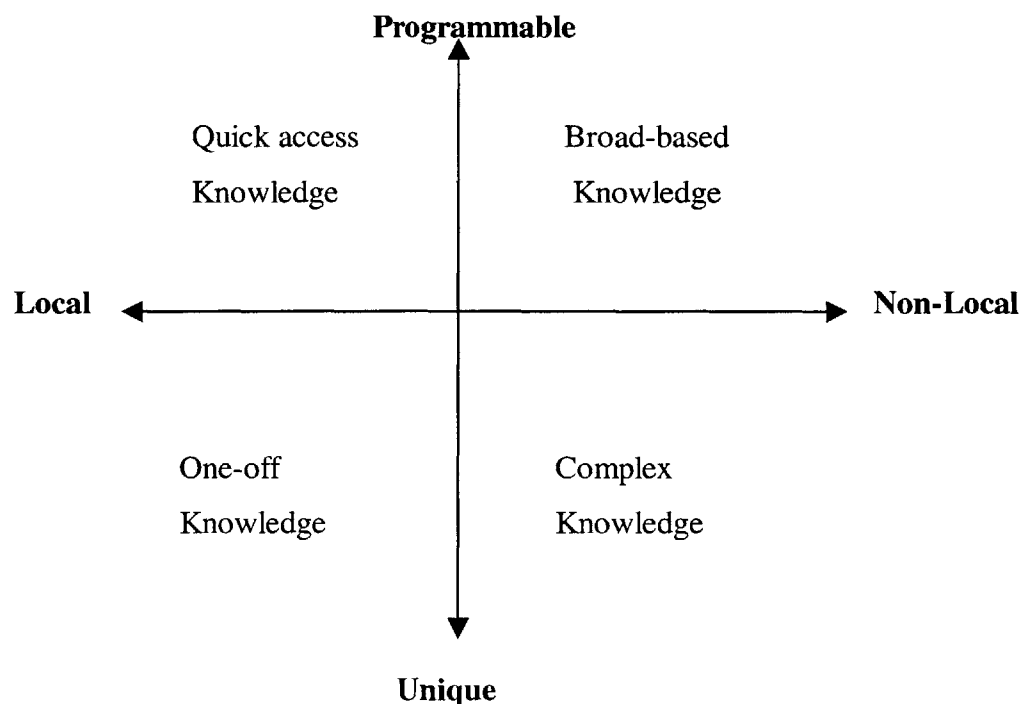 Programmable
Quick access
Knowledge
Broad-based
Knowledge
Local
Non-Local
One-off
Knowledge
Complex
Knowledge
Unique